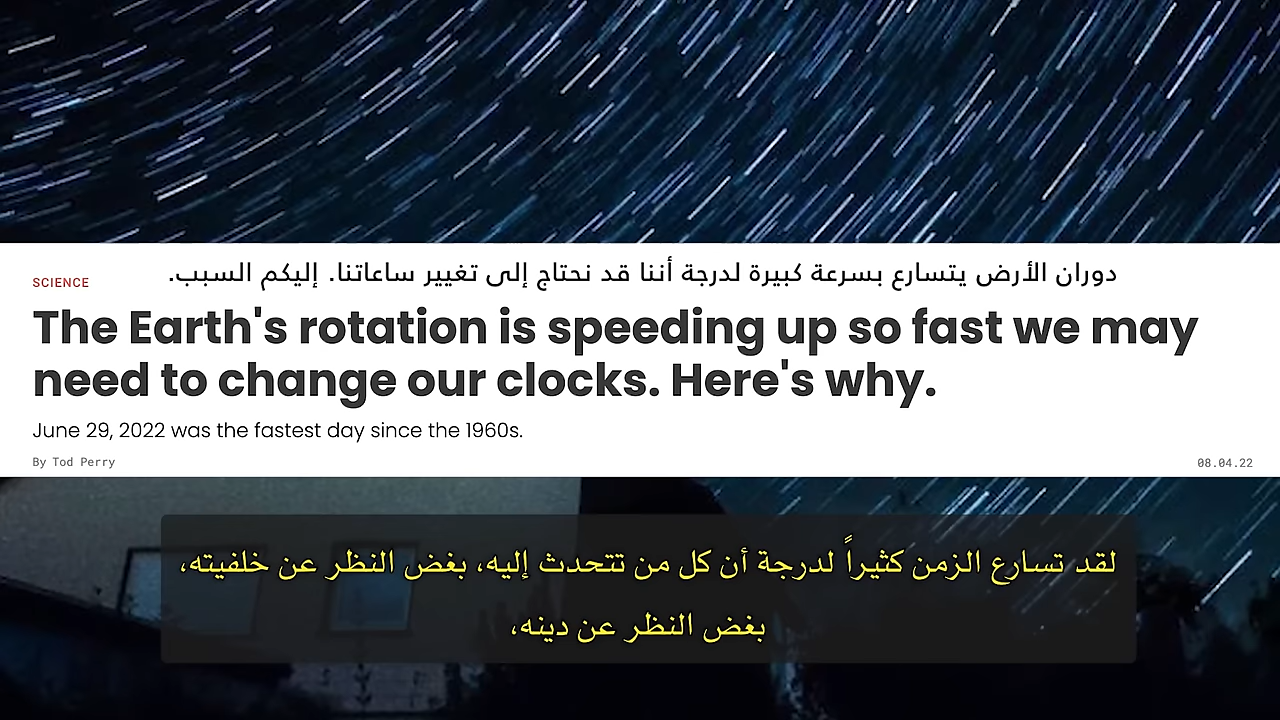 دوران الأرض يتسارع بسرعة كبيرة لدرجة أننا قد نحتاج إلى تغيير ساعاتنا. إليكم السبب.
SCIENCE
The Earth's rotation is speeding up so fast we may
need to change our clocks. Here's why.
June 29, 2022 was the fastest day since the 1960s.
By Tod Perry
08.04.22
لقد تسارع الزمن كثيراً لدرجة أن كل من تتحدث إليه، بغض النظر عن خلفيته،
بغض النظر عن دينه،